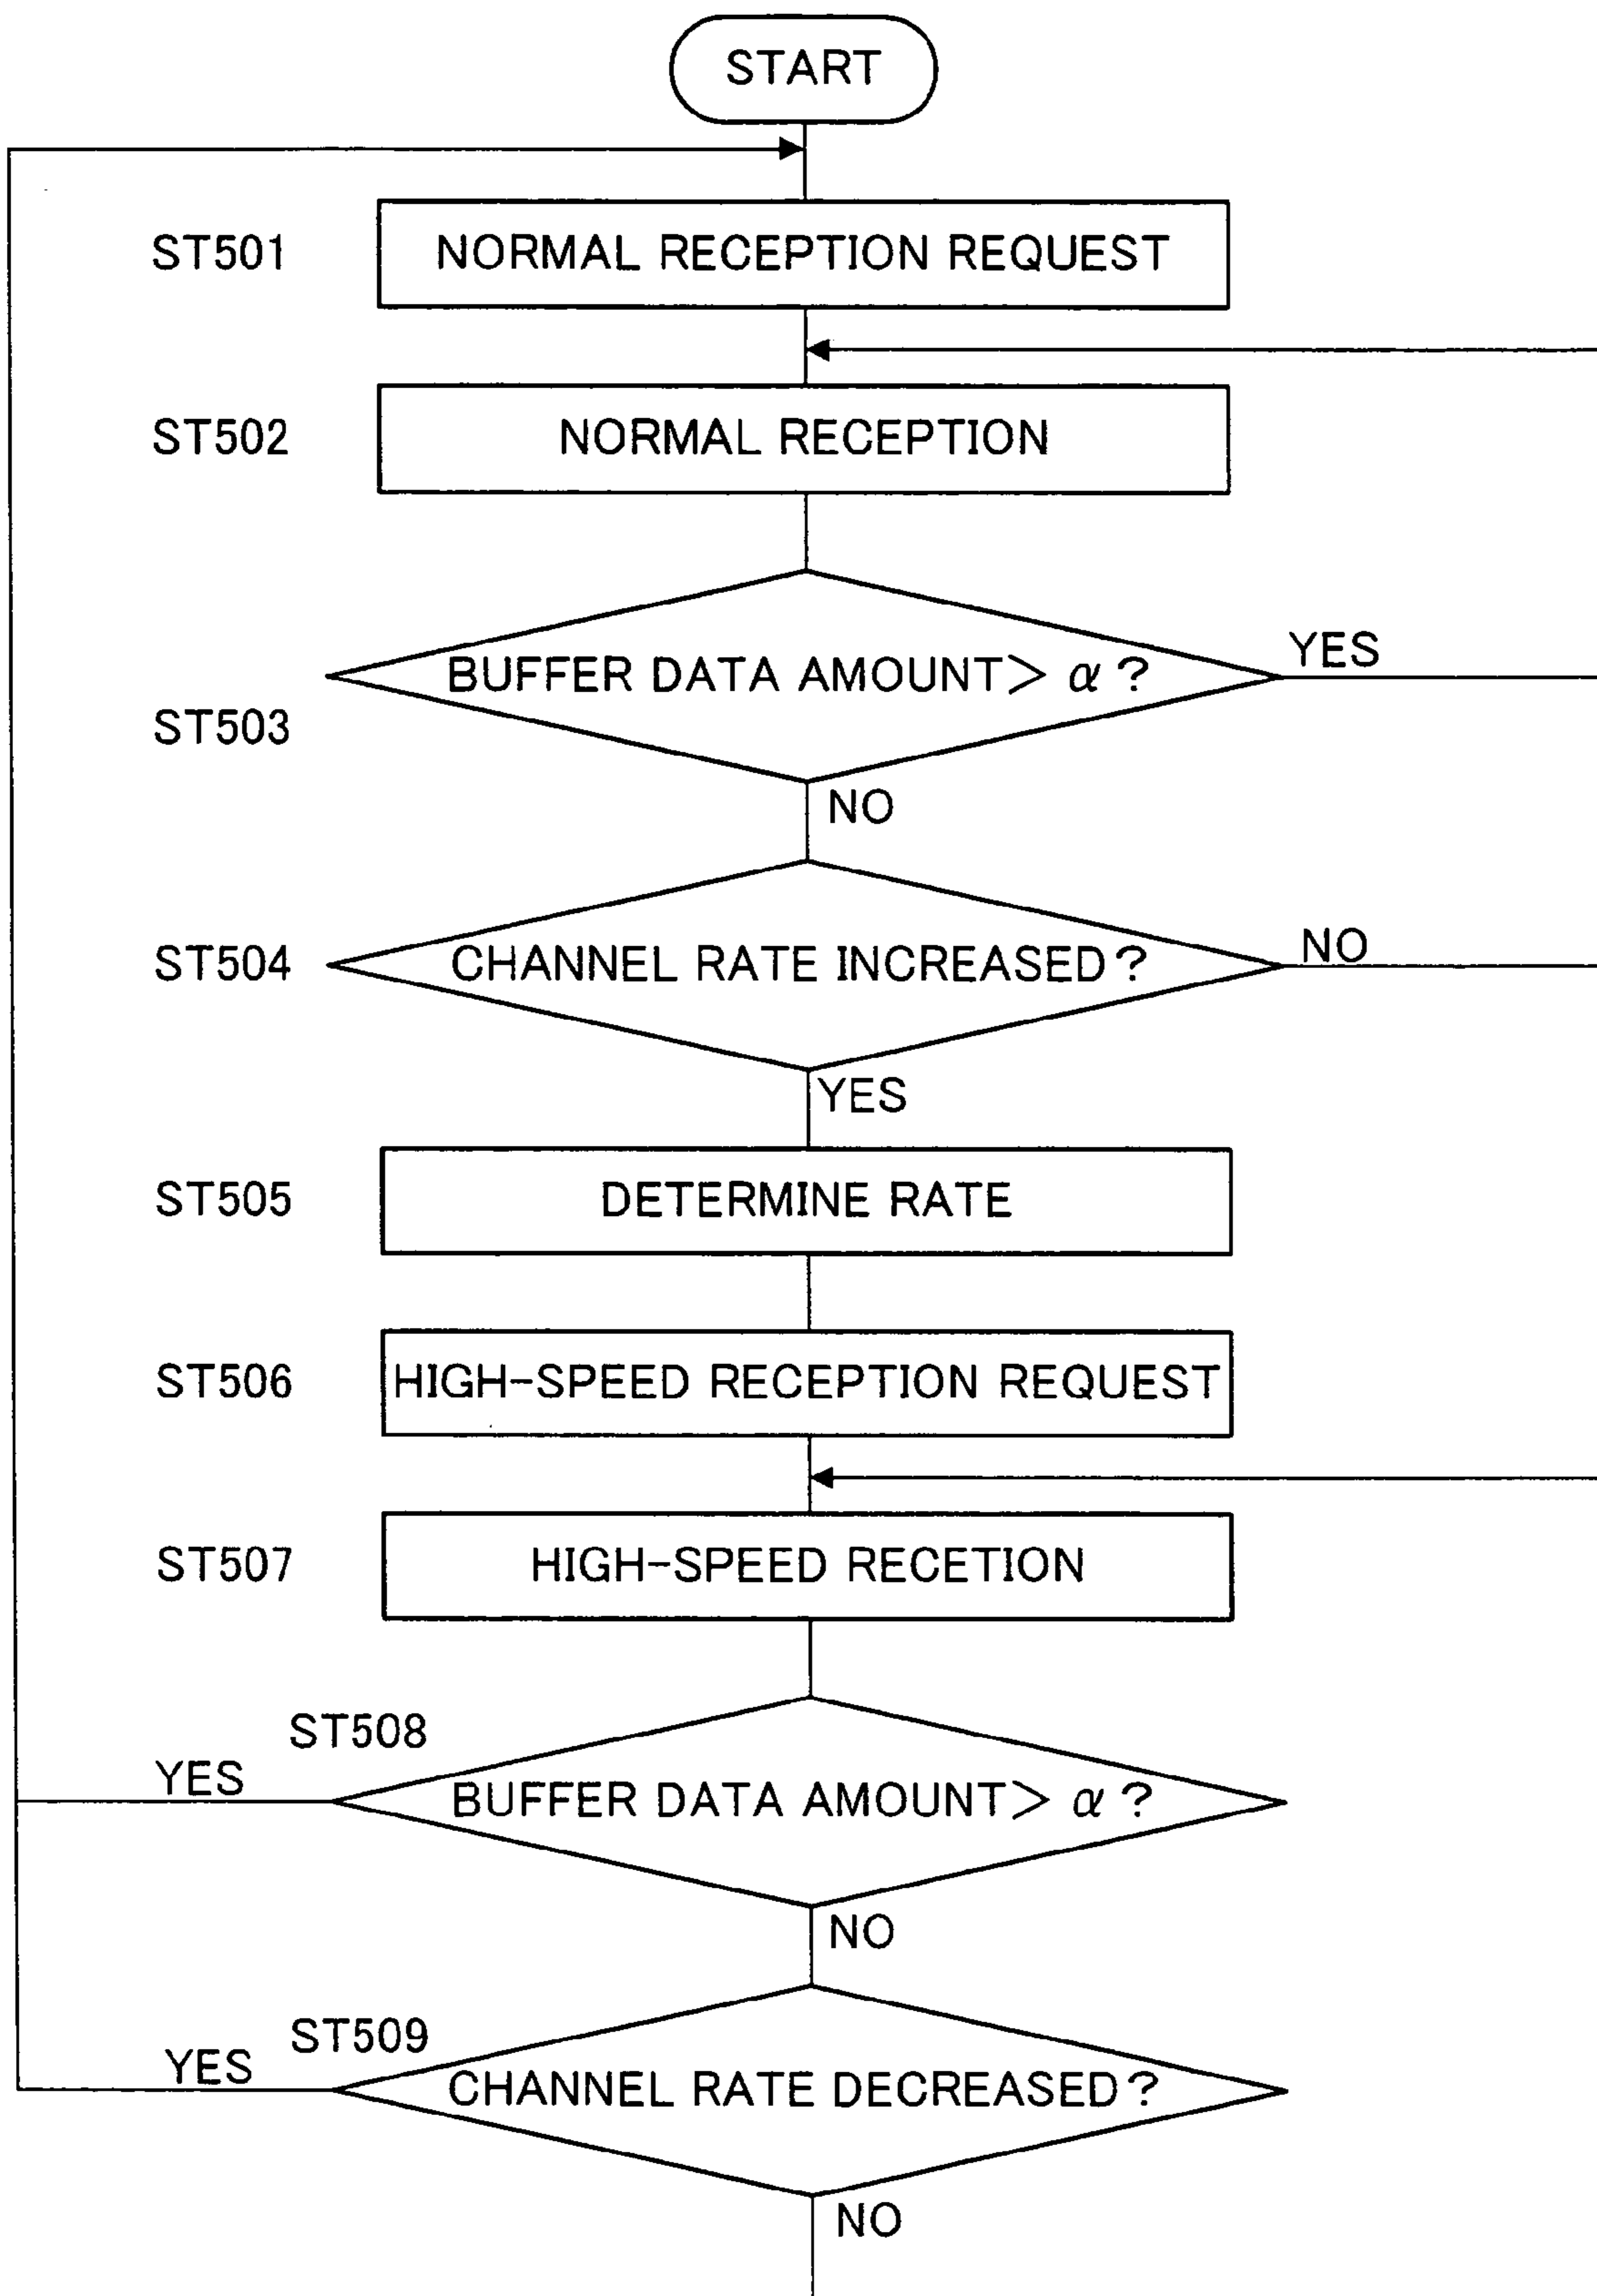 START
ST501
NORMAL RECEPTION REQUEST
ST502
NORMAL RECEPTION
BUFFER DATA AMOUNT> α ?
YES
ST503
NO
ST504
CHANNEL RATE INCREASED?
NO
YES
ST505
DETERMINE RATE
ST506
HIGH-SPEED RECEPTION REQUEST
ST507
HIGH-SPEED RECETION
ST508
YES
BUFFER DATA AMOUNT> α ?
NO
ST509
YES
CHANNEL RATE DECREASED?
NO